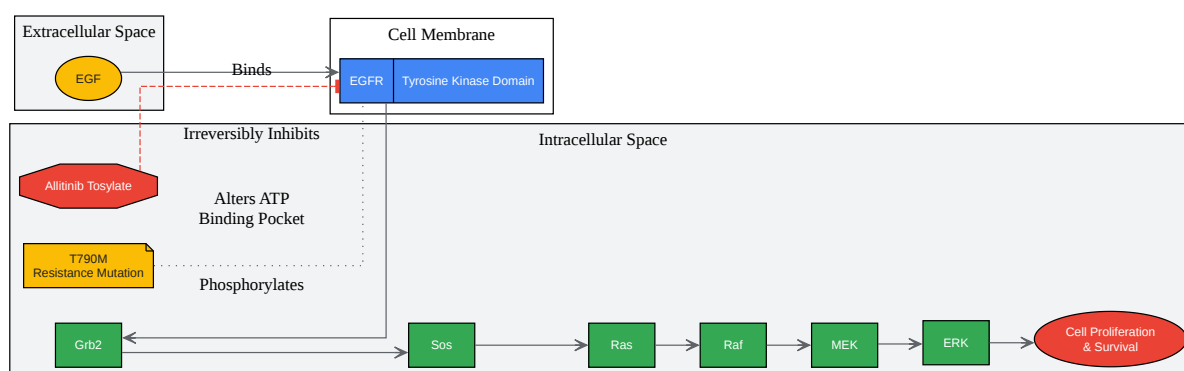 Extracellular Space
Cell Membrane
EGF
Binds
EGFR
Tyrosine Kinase Domain
Irreversibly Inhibits
Intracellular Space
Allitinib Tosylate
Alters ATP
Binding Pocket
T790M
Resistance Mutation
Phosphorylates
Grb2
Sos
Ras
Raf
MEK
ERK
Cell Proliferation
& Survival